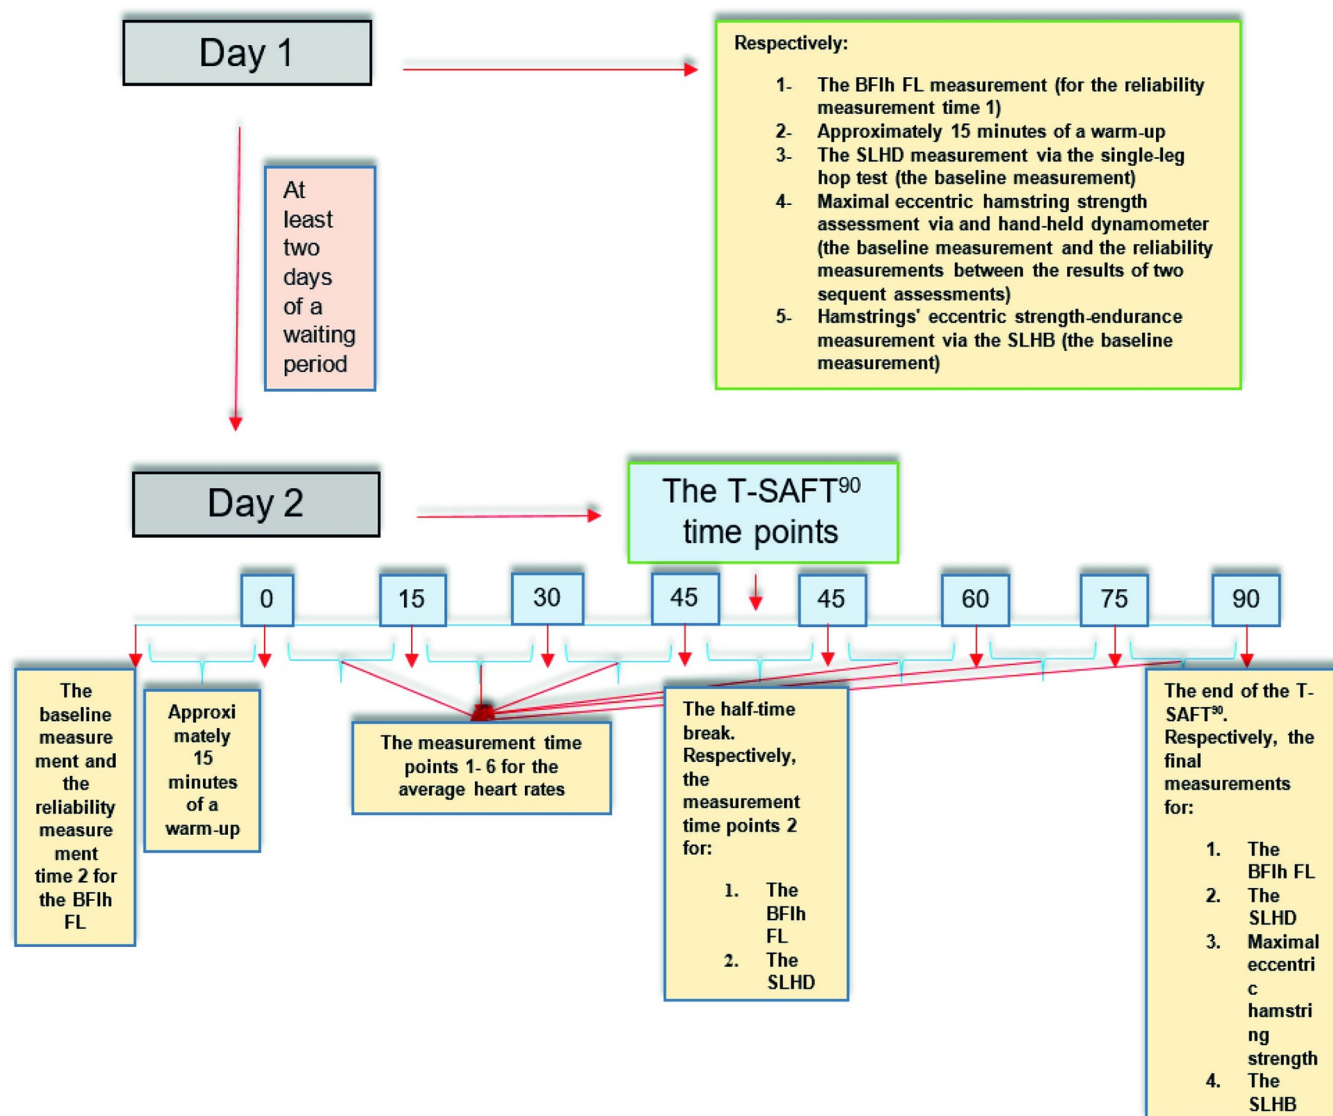 Day 1
Respectively:
1- The BFlh FL measurement (for the reliability
measurement time 1)
2- Approximately 15 minutes of a warm-up
3- The SLHD measurement via the single-leg
hop test (the baseline measurement)
4- Maximal eccentric hamstring strength
assessment via and hand-held dynamometer
(the baseline measurement and the reliability
measurements between the results of two
sequent assessments)
5- Hamstrings' eccentric strength-endurance
measurement via the SLHB (the baseline
measurement)
At
least
two
days
of a
waiting
period
Day 2
The T-SAFT⁹⁰
time points
0
15
30
45
45
60
75
90
The
baseline
measure
ment and
the
reliability
measure
ment
time 2 for
the BFlh
FL
Approxi
mately
15
minutes
of a
warm-up
The measurement time
points 1- 6 for the
average heart rates
The half-time
break.
Respectively,
the
measurement
time points 2
for:
1. The
BFlh
FL
2. The
SLHD
The end of the T-
SAFT⁹⁰.
Respectively, the
final
measurements
for:
1. The
BFlh FL
2. The
SLHD
3. Maximal
eccentri
c
hamstri
ng
strength
4. The
SLHB